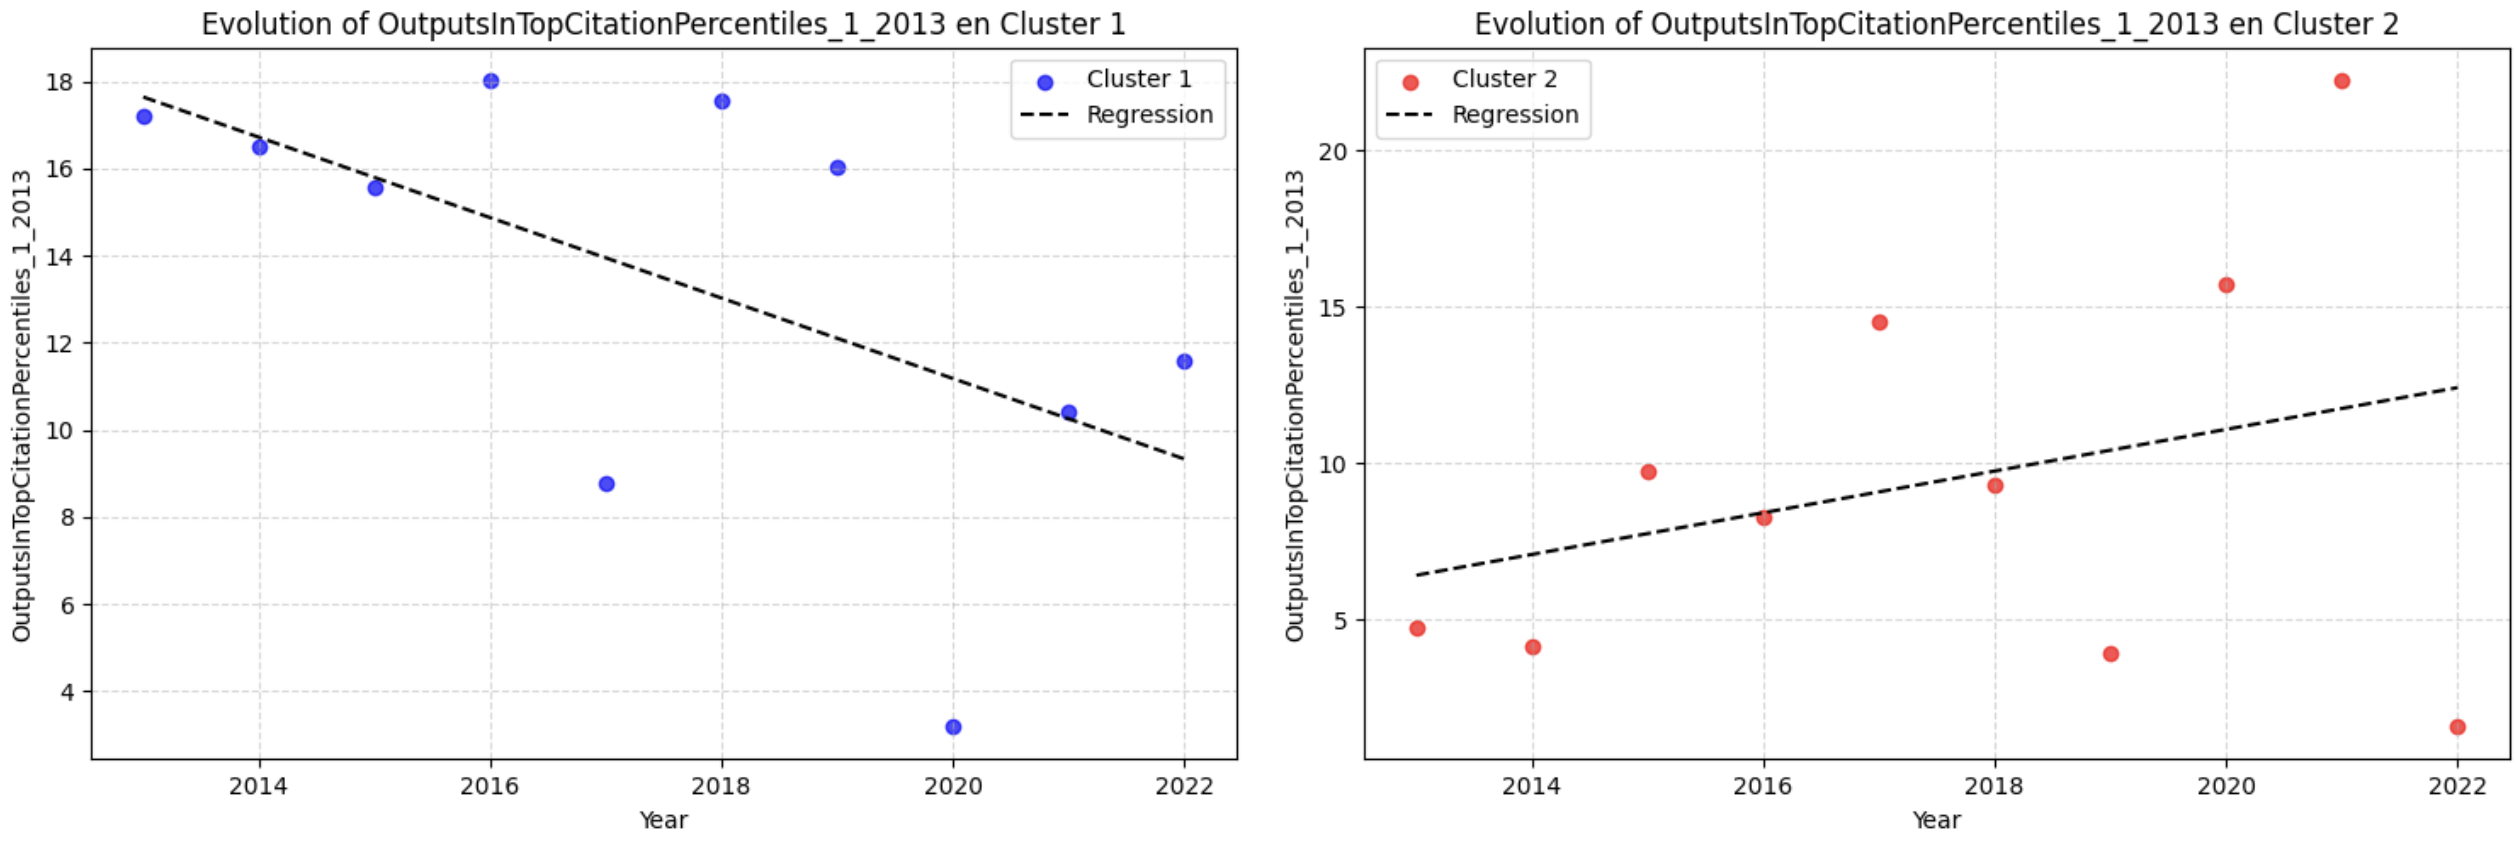 Evolution of OutputsInTopCitationPercentiles_1_2013 en Cluster 1
OutputsInTopCitationPercentiles_1_2013
18
16
14
12
10
8
6
4
Cluster 1
Regression
2014
2016
2018
2020
2022
Year
Evolution of OutputsInTopCitationPercentiles_1_2013 en Cluster 2
OutputsInTopCitationPercentiles_1_2013
20
15
10
5
Cluster 2
Regression
2014
2016
2018
2020
2022
Year